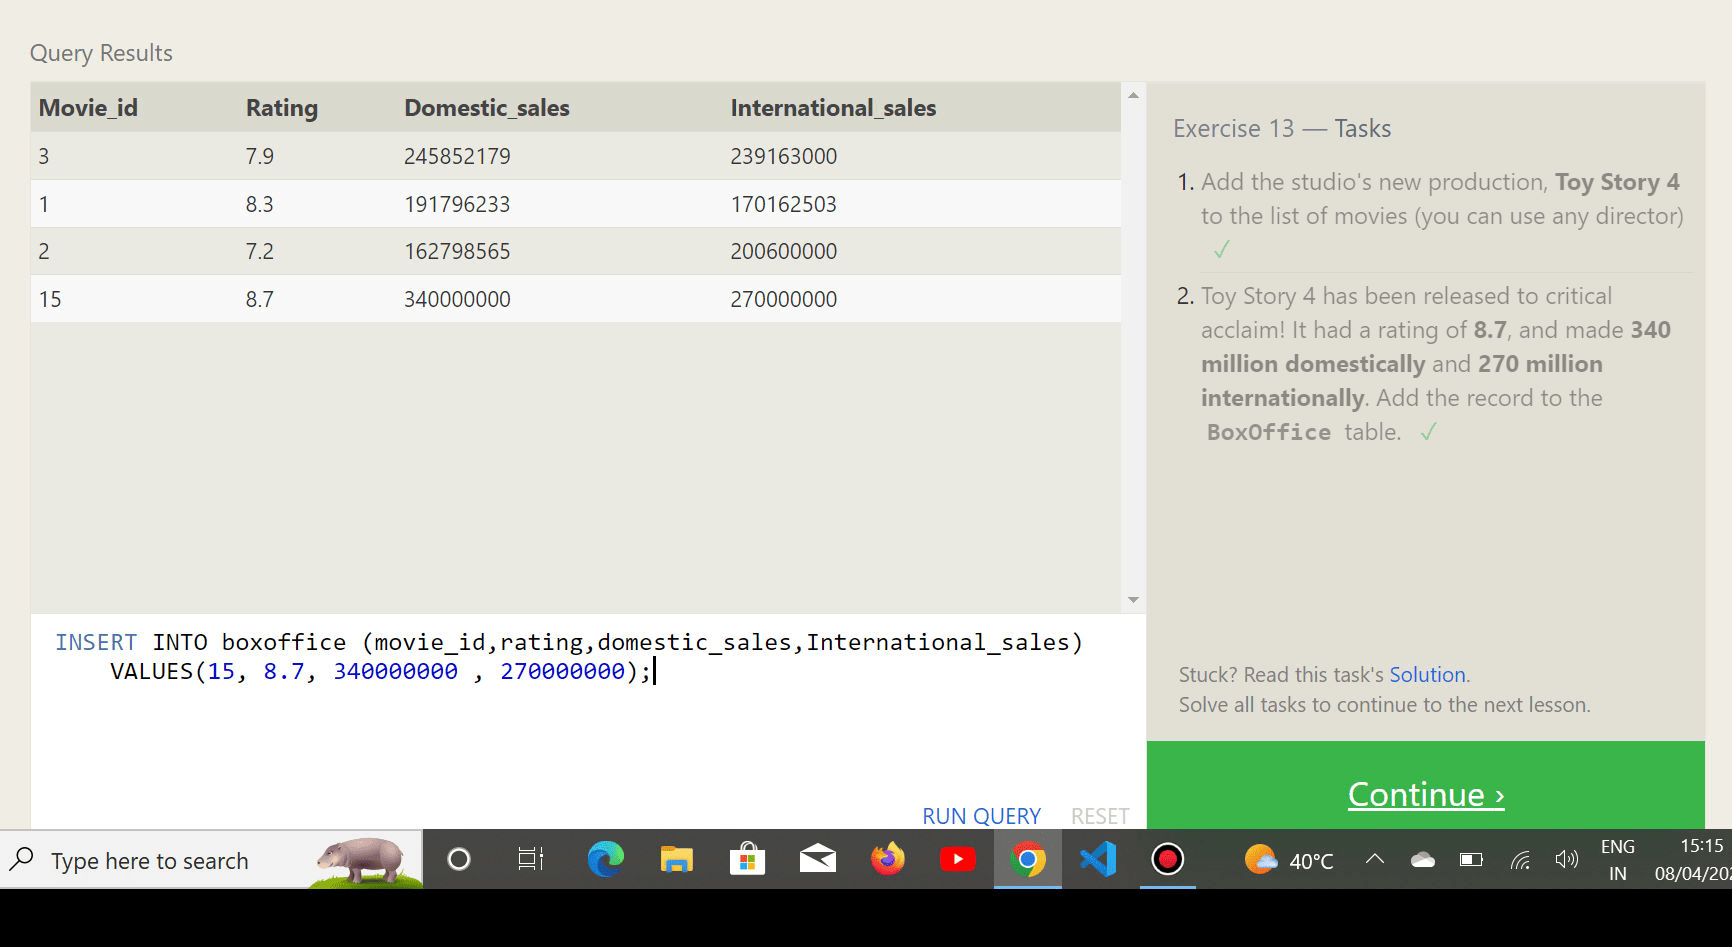 Query Results
Movie_id Rating Domestic_sales International_sales
3 7.9 245852179 239163000
1 8.3 191796233 170162503
2 7.2 162798565 200600000
15 8.7 340000000 270000000
Exercise 13 — Tasks
1. Add the studio's new production, Toy Story 4
to the list of movies (you can use any director)
✓
2. Toy Story 4 has been released to critical
acclaim! It had a rating of 8.7, and made 340
million domestically and 270 million
internationally. Add the record to the
BoxOffice table. ✓
INSERT INTO boxoffice (movie_id,rating,domestic_sales,International_sales)
VALUES(15, 8.7, 340000000 , 270000000);
Stuck? Read this task's Solution.
Solve all tasks to continue to the next lesson.
RUN QUERY RESET
Continue ›
Type here to search
40°C
ENG
IN
15:15
08/04/202